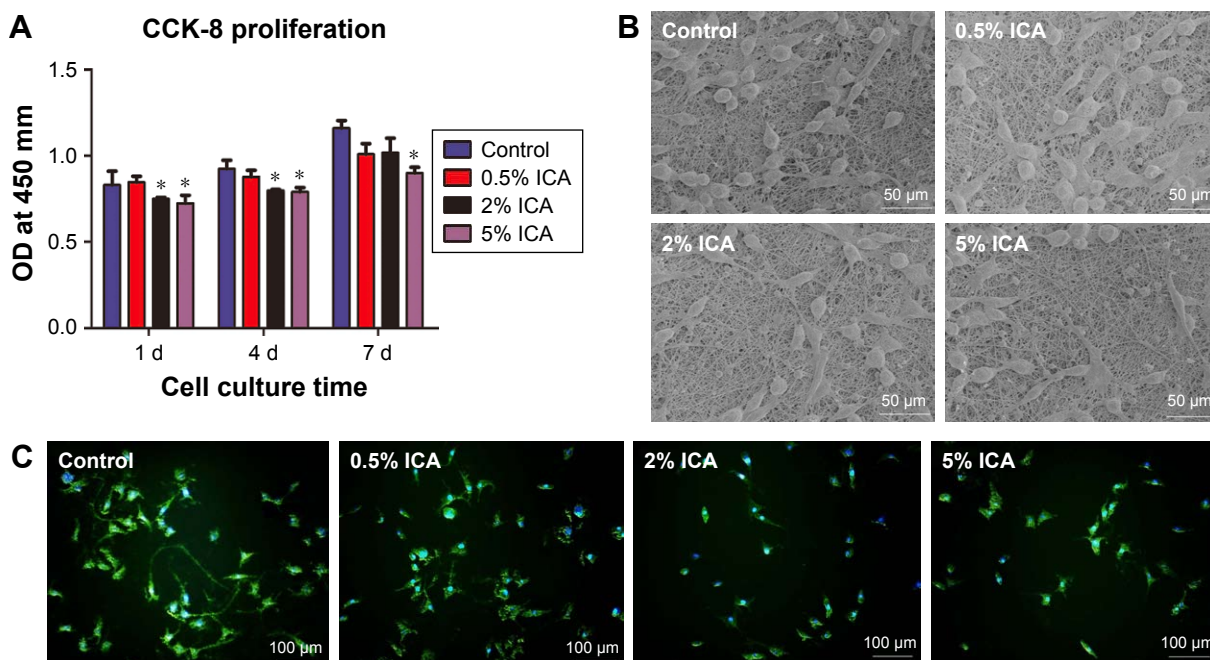 A
CCK-8 proliferation
1.5
1.0
0.5
0.0
OD at 450 mm
* *
* *
*
1 d
4 d
7 d
Cell culture time
Control
0.5% ICA
2% ICA
5% ICA
B
Control
50 µm
0.5% ICA
50 µm
2% ICA
50 µm
5% ICA
50 µm
C
Control
100 µm
0.5% ICA
100 µm
2% ICA
100 µm
5% ICA
100 µm